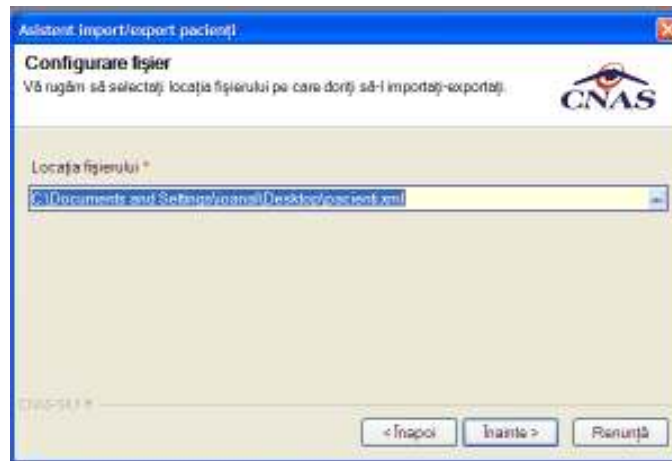 Asistent import/export pacienți
Configurare fișier
Vă rugăm să selectați locația fișierului pe care doriți să-l importați-exportați.
CNAS
Locația fișierului *
C:\Documents and Settings\ioanal\Desktop\pacienti.xml
< Înapoi
Înainte >
Renunță